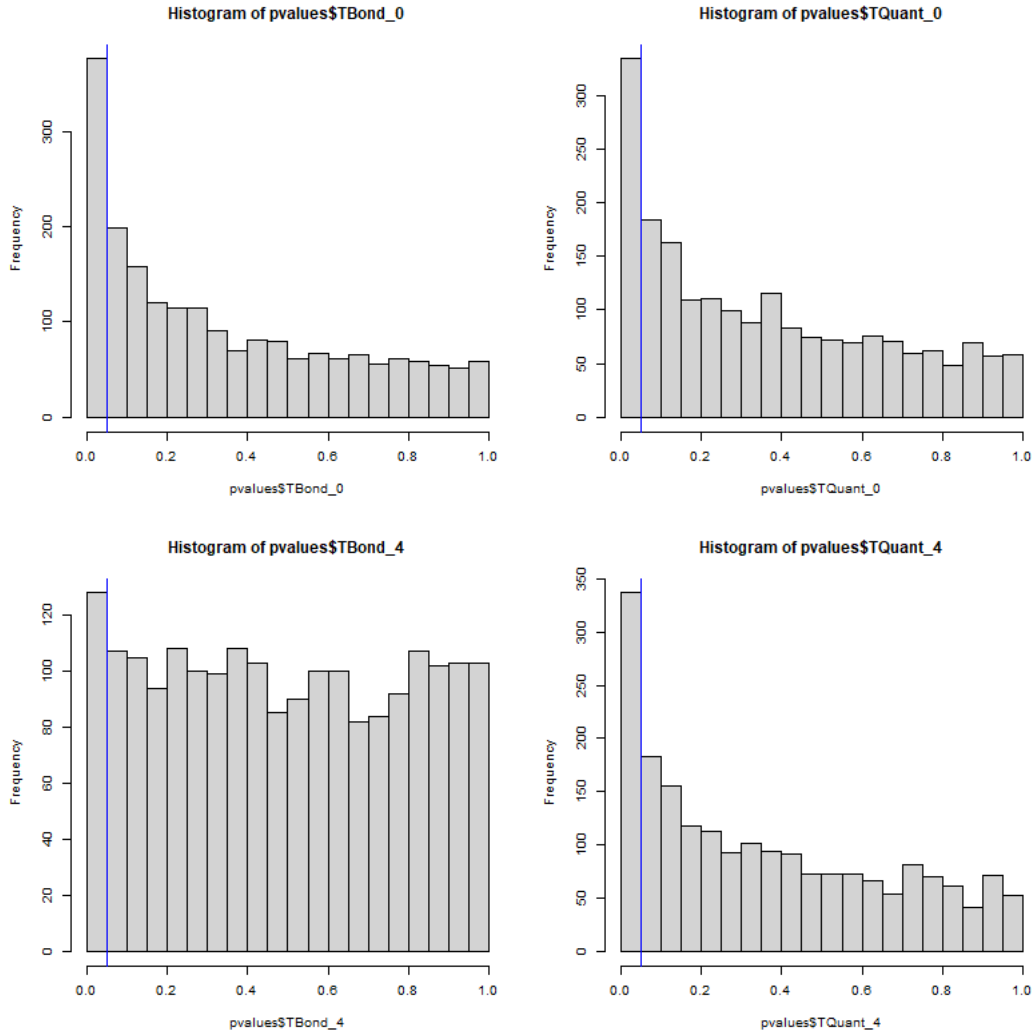 Histogram of pvalues$TBond_0
Frequency
0
100
200
300
0.0 0.2 0.4 0.6 0.8 1.0
pvalues$TBond_0
Histogram of pvalues$TQuant_0
Frequency
0
50
100
150
200
250
300
0.0 0.2 0.4 0.6 0.8 1.0
pvalues$TQuant_0
Histogram of pvalues$TBond_4
Frequency
0
20
40
60
80
100
120
0.0 0.2 0.4 0.6 0.8 1.0
pvalues$TBond_4
Histogram of pvalues$TQuant_4
Frequency
0
50
100
150
200
250
300
350
0.0 0.2 0.4 0.6 0.8 1.0
pvalues$TQuant_4